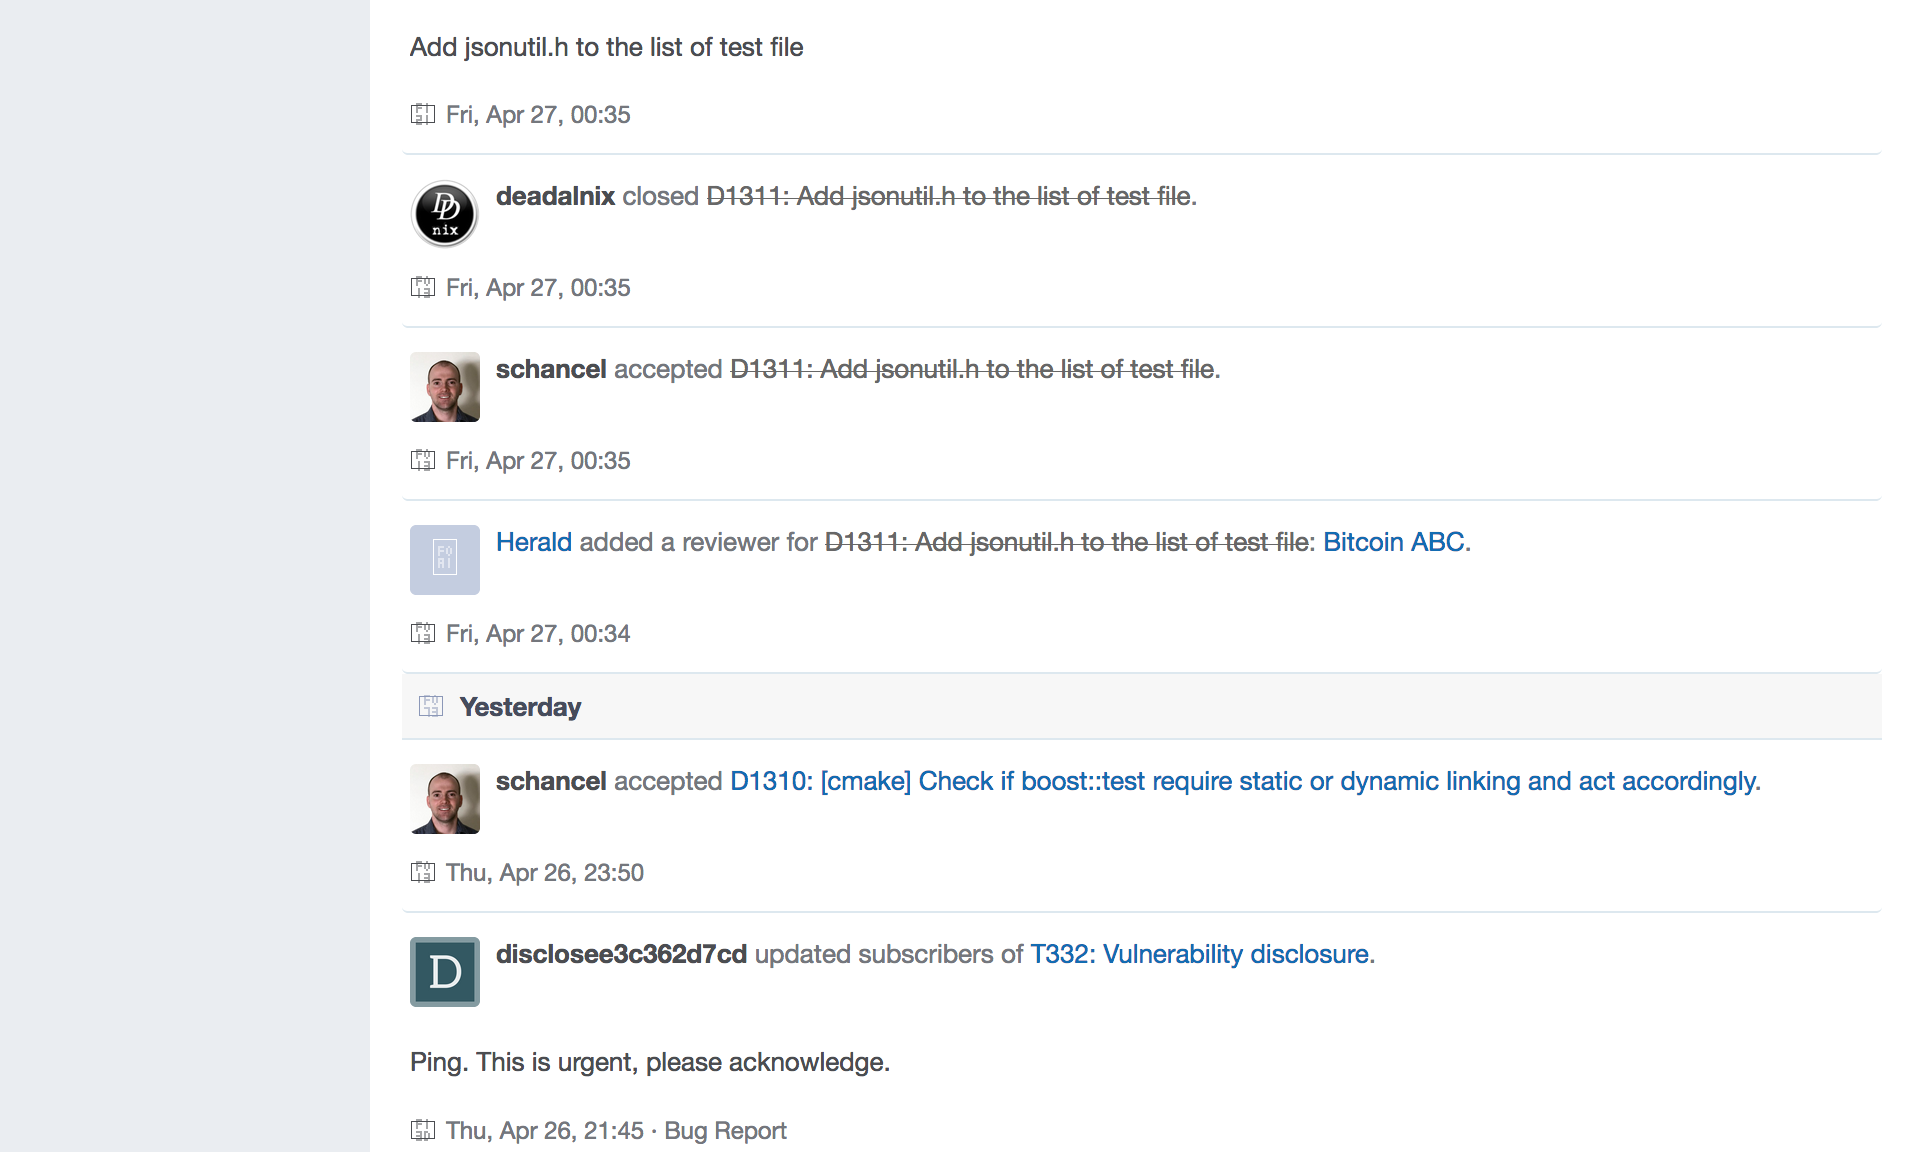 Add jsonutil.h to the list of test file
Fri, Apr 27, 00:35
DD
nix
deadalnix closed D1311: Add jsonutil.h to the list of test file.
Fri, Apr 27, 00:35
schancel accepted D1311: Add jsonutil.h to the list of test file.
Fri, Apr 27, 00:35
Herald added a reviewer for D1311: Add jsonutil.h to the list of test file: Bitcoin ABC.
Fri, Apr 27, 00:34
Yesterday
schancel accepted D1310: [cmake] Check if boost::test require static or dynamic linking and act accordingly.
Thu, Apr 26, 23:50
D
disclosee3c362d7cd updated subscribers of T332: Vulnerability disclosure.
Ping. This is urgent, please acknowledge.
Thu, Apr 26, 21:45 · Bug Report